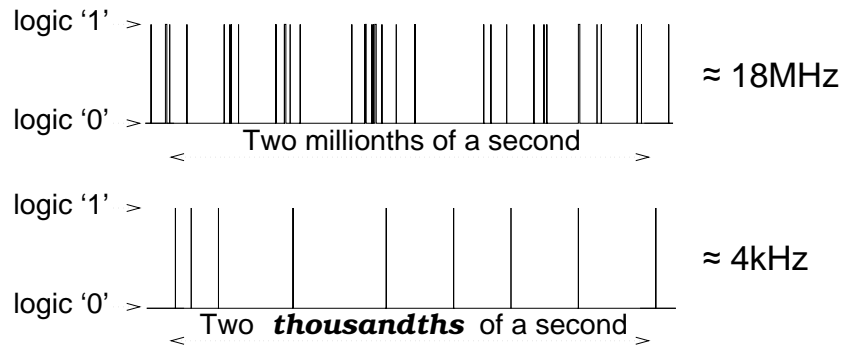 logic ‘1’ >
≈ 18MHz
logic ‘0’ >
Two millionths of a second
logic ‘1’ >
≈ 4kHz
logic ‘0’ >
Two thousandths of a second